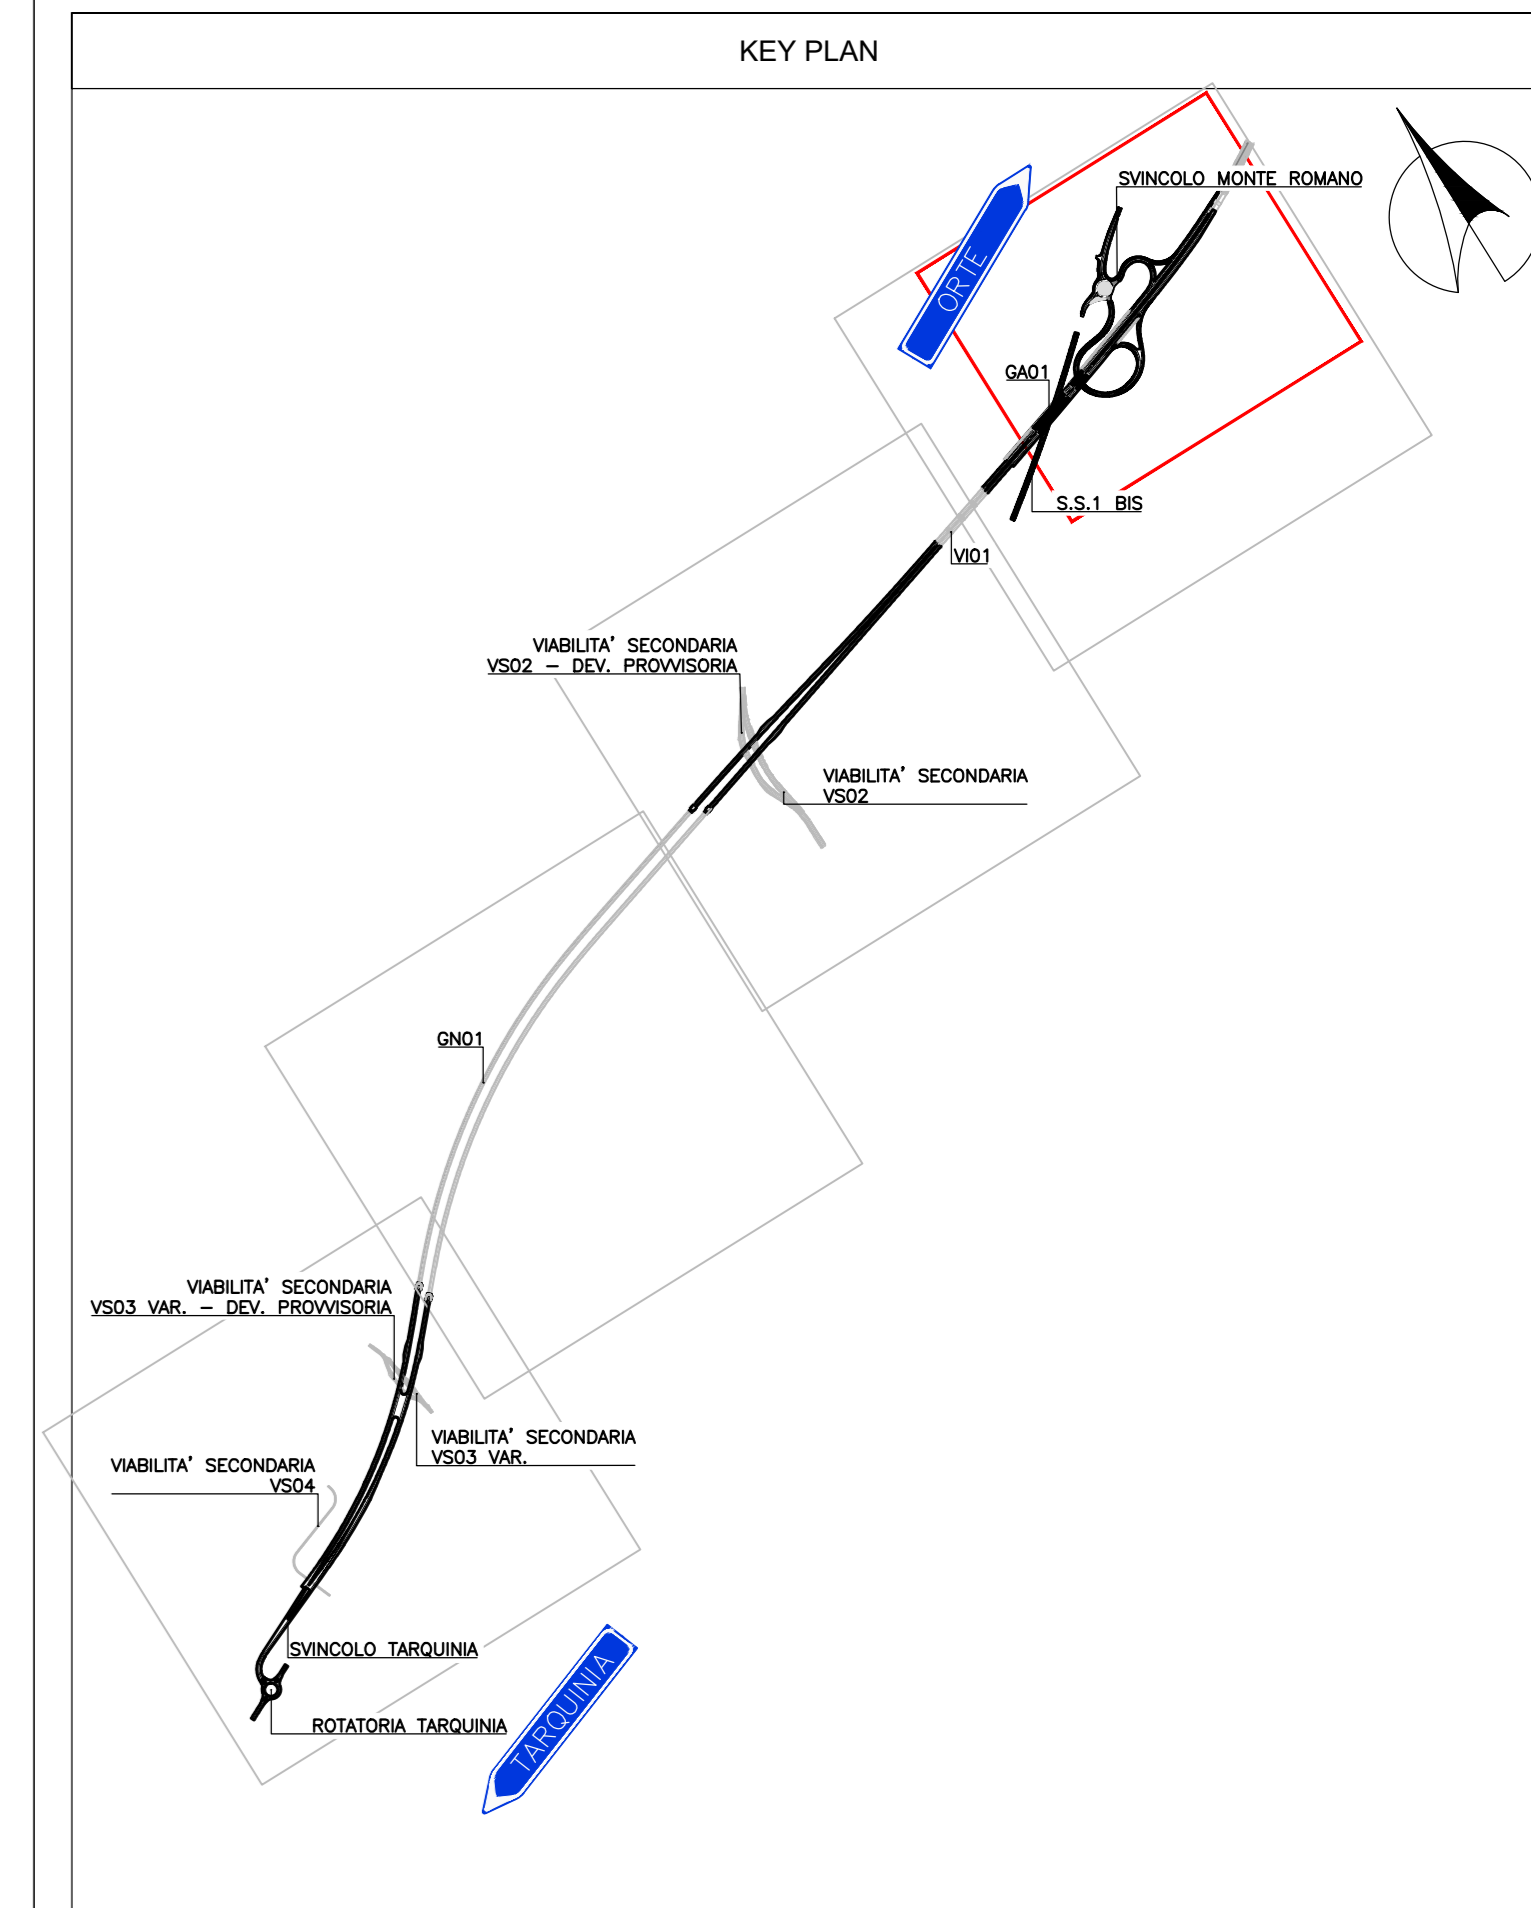 KEY PLAN
SVINCOLO MONTE ROMANO
ORTE
GA01
S.S.1 BIS
VI01
VIABILITA' SECONDARIA
VS02 – DEV. PROVVISORIA
VIABILITA' SECONDARIA
VS02
GN01
VIABILITA' SECONDARIA
VS03 VAR. – DEV. PROVVISORIA
VIABILITA' SECONDARIA
VS03 VAR.
VIABILITA' SECONDARIA
VS04
SVINCOLO TARQUINIA
TARQUINIA
ROTATORIA TARQUINIA